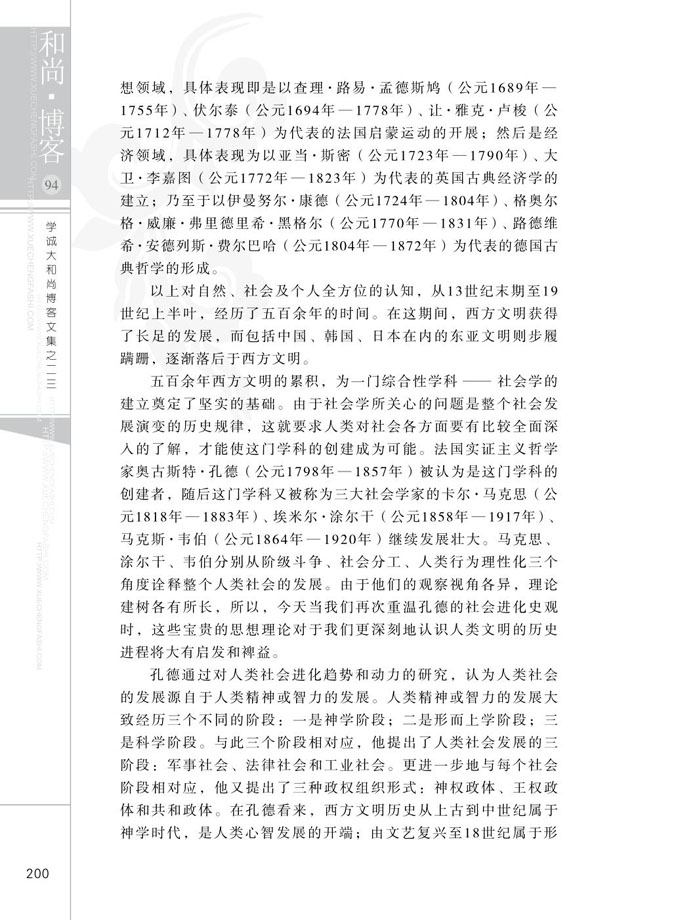 和尚·博客
94
学诚大和尚博客文集之二三
想领域，具体表现即是以查理·路易·孟德斯鸠（公元1689年—
1755年）、伏尔泰（公元1694年—1778年）、让·雅克·卢梭（公
元1712年—1778年）为代表的法国启蒙运动的开展；然后是经
济领域，具体表现为以亚当·斯密（公元1723年—1790年）、大
卫·李嘉图（公元1772年—1823年）为代表的英国古典经济学的
建立；乃至于以伊曼努尔·康德（公元1724年—1804年）、格奥尔
格·威廉·弗里德里希·黑格尔（公元1770年—1831年）、路德维
希·安德列斯·费尔巴哈（公元1804年—1872年）为代表的德国古
典哲学的形成。
以上对自然、社会及个人全方位的认知，从13世纪末期至19
世纪上半叶，经历了五百余年的时间。在这期间，西方文明获得
了长足的发展，而包括中国、韩国、日本在内的东亚文明则步履
蹒跚，逐渐落后于西方文明。
五百余年西方文明的累积，为一门综合性学科——社会学的
建立奠定了坚实的基础。由于社会学所关心的问题是整个社会发
展演变的历史规律，这就要求人类对社会各方面要有比较全面深
入的了解，才能使这门学科的创建成为可能。法国实证主义哲学
家奥古斯特·孔德（公元1798年—1857年）被认为是这门学科的
创建者，随后这门学科又被称为三大社会学家的卡尔·马克思（公
元1818年—1883年）、埃米尔·涂尔干（公元1858年—1917年）、
马克斯·韦伯（公元1864年—1920年）继续发展壮大。马克思、
涂尔干、韦伯分别从阶级斗争、社会分工、人类行为理性化三个
角度诠释整个人类社会的发展。由于他们的观察视角各异，理论
建树各有所长，所以，今天当我们再次重温孔德的社会进化史观
时，这些宝贵的思想理论对于我们更深刻地认识人类文明的历史
进程将大有启发和裨益。
孔德通过对人类社会进化趋势和动力的研究，认为人类社会
的发展源自于人类精神或智力的发展。人类精神或智力的发展大
致经历三个不同的阶段：一是神学阶段；二是形而上学阶段；三
是科学阶段。与此三个阶段相对应，他提出了人类社会发展的三
阶段：军事社会、法律社会和工业社会。更进一步地与每个社会
阶段相对应，他又提出了三种政权组织形式：神权政体、王权政
体和共和政体。在孔德看来，西方文明历史从上古到中世纪属于
神学时代，是人类心智发展的开端；由文艺复兴至18世纪属于形
200